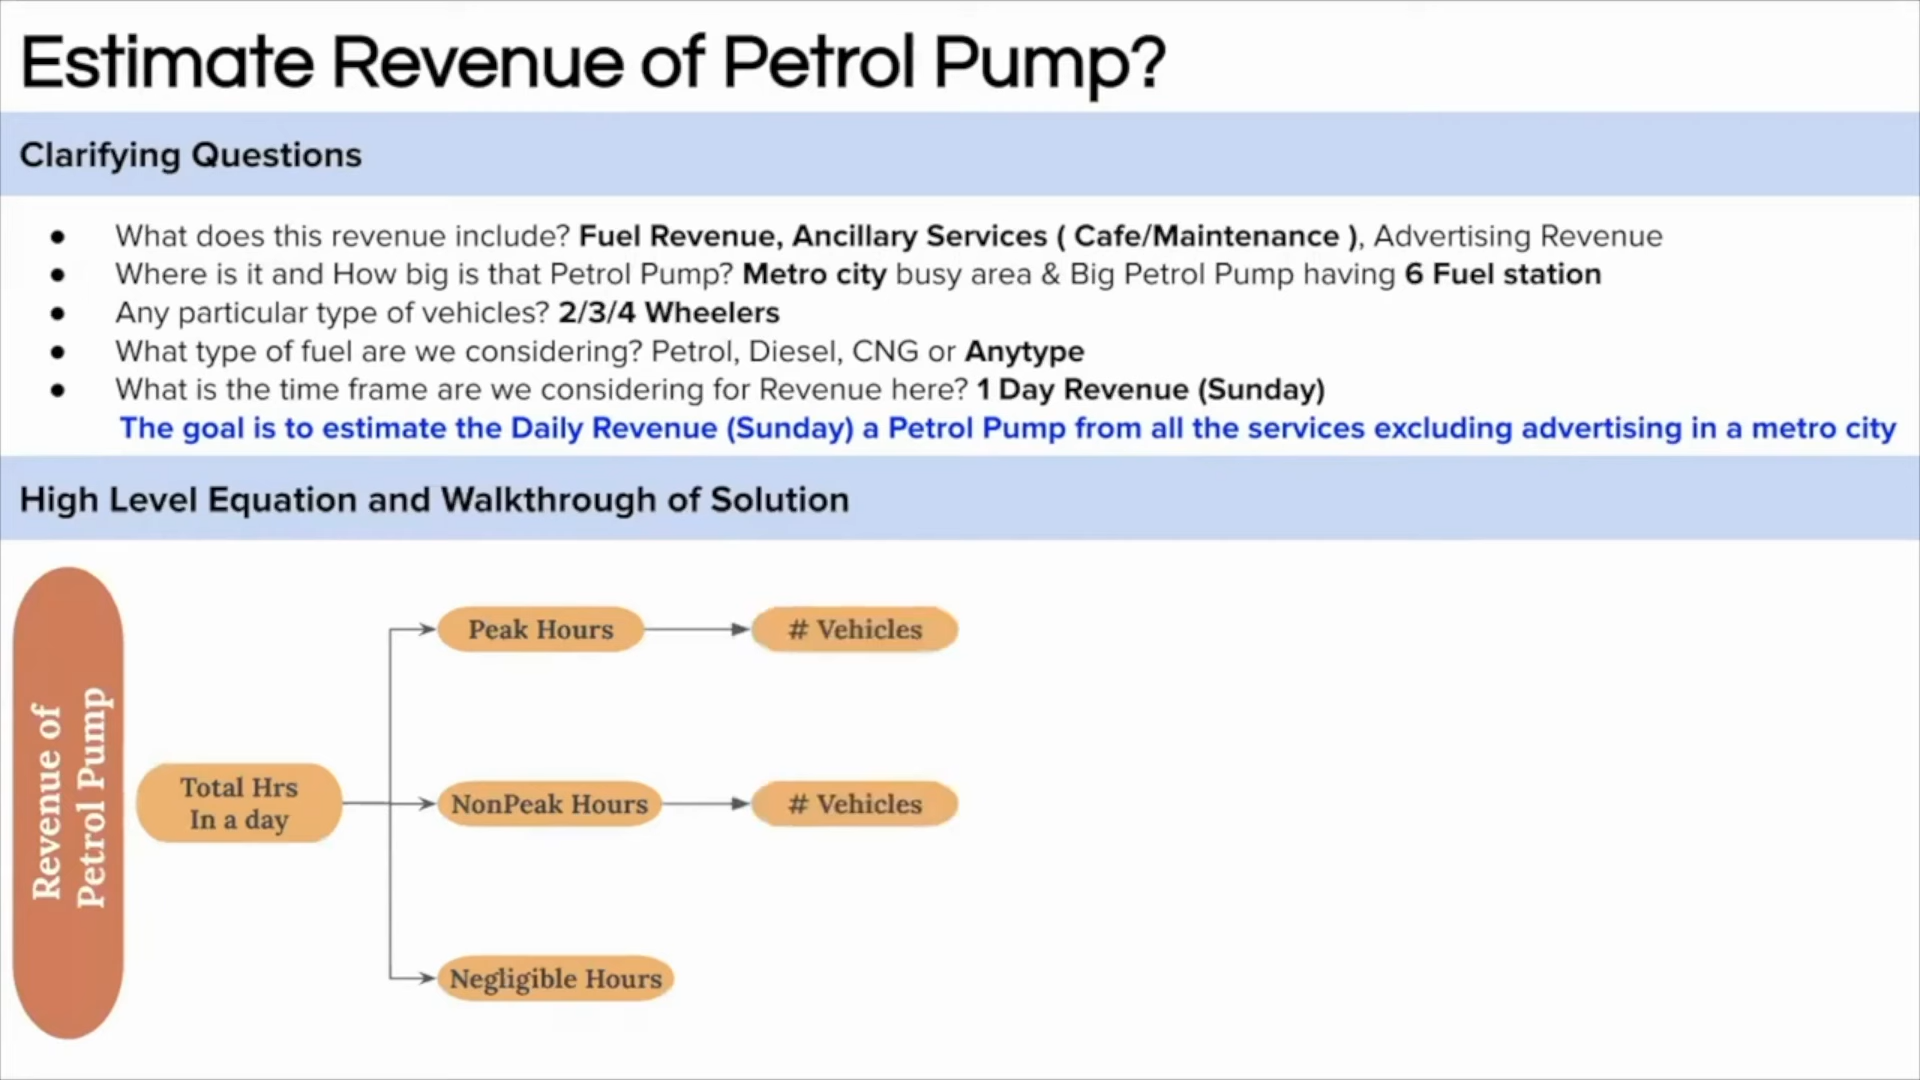 Estimate Revenue of Petrol Pump?
Clarifying Questions
● What does this revenue include? Fuel Revenue, Ancillary Services ( Cafe/Maintenance ), Advertising Revenue
● Where is it and How big is that Petrol Pump? Metro city busy area & Big Petrol Pump having 6 Fuel station
● Any particular type of vehicles? 2/3/4 Wheelers
● What type of fuel are we considering? Petrol, Diesel, CNG or Anytype
● What is the time frame are we considering for Revenue here? 1 Day Revenue (Sunday)
The goal is to estimate the Daily Revenue (Sunday) a Petrol Pump from all the services excluding advertising in a metro city
High Level Equation and Walkthrough of Solution
Revenue of
Petrol Pump
Total Hrs
In a day
Peak Hours
# Vehicles
NonPeak Hours
# Vehicles
Negligible Hours